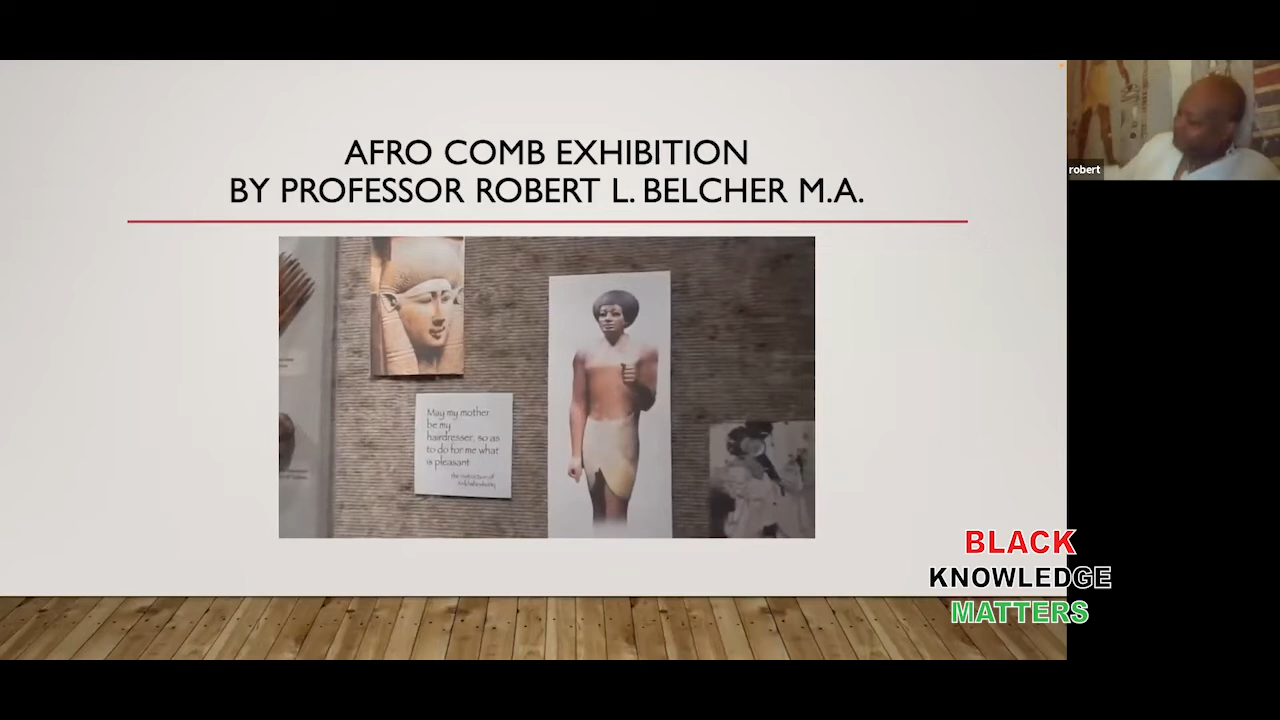 AFRO COMB EXHIBITION
BY PROFESSOR ROBERT L. BELCHER M.A.
robert
May my mother
be my
hairdresser, so as
to do for me what
is pleasant
BLACK
KNOWLEDGE
MATTERS